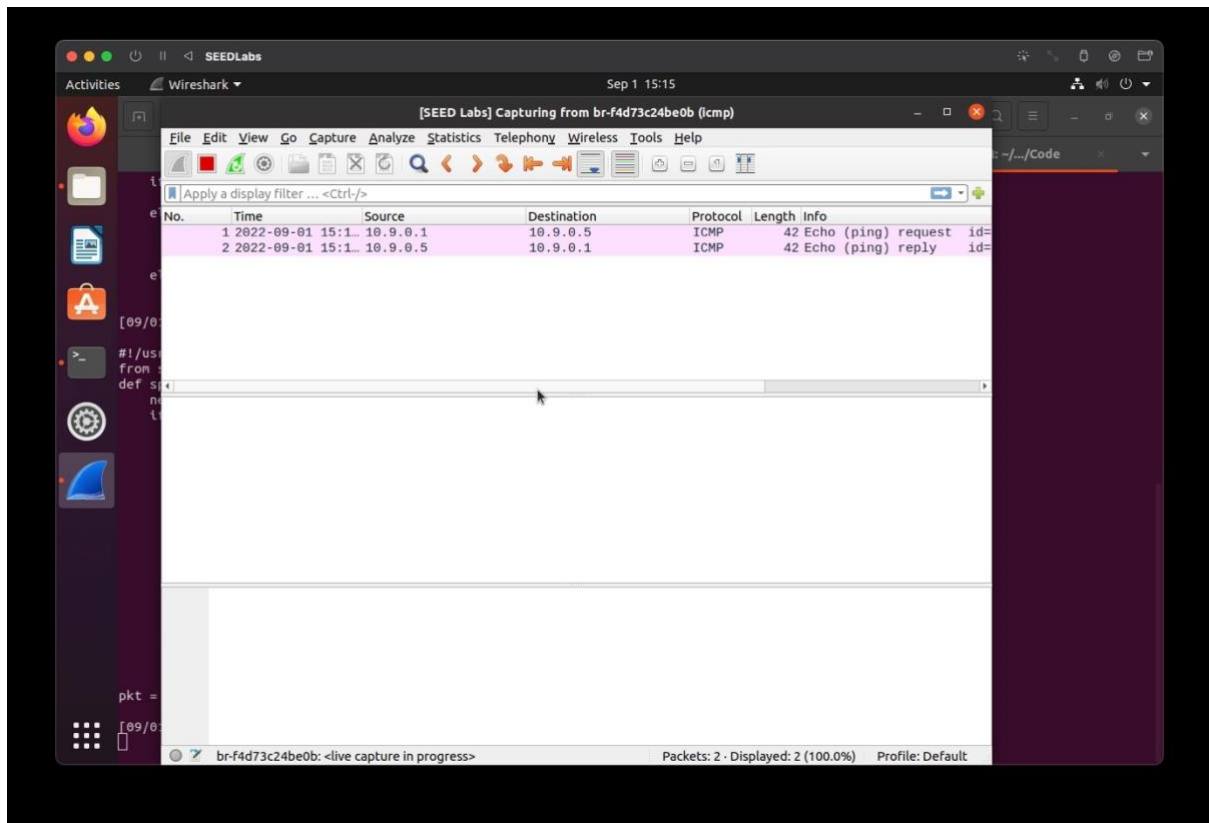 SEEDLabs
Activities Wireshark Sep 1 15:15
[SEED Labs] Capturing from br-f4d73c24be0b (icmp)
File Edit View Go Capture Analyze Statistics Telephony Wireless Tools Help
: ~/.../Code
Apply a display filter ... <Ctrl-/>
No. Time Source Destination Protocol Length Info
1 2022-09-01 15:1… 10.9.0.1 10.9.0.5 ICMP 42 Echo (ping) request id=
2 2022-09-01 15:1… 10.9.0.5 10.9.0.1 ICMP 42 Echo (ping) reply id=
[09/0
#!/us
from
def s
pkt =
[09/0
br-f4d73c24be0b: <live capture in progress> Packets: 2 · Displayed: 2 (100.0%) Profile: Default